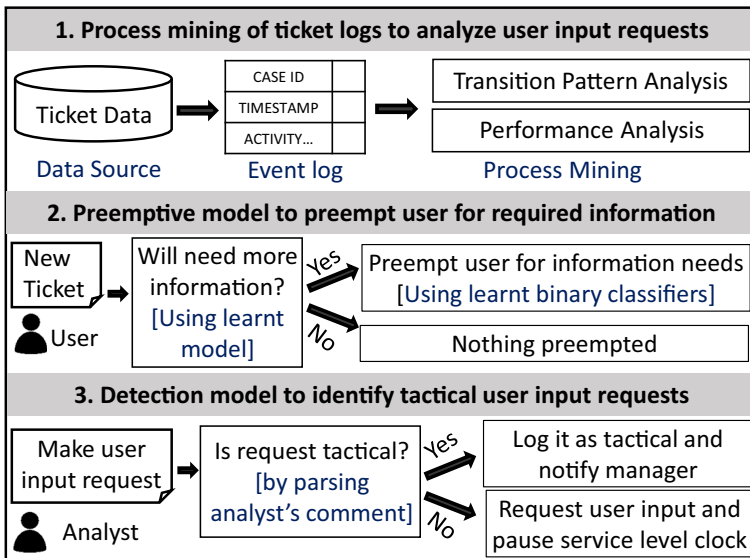 1. Process mining of ticket logs to analyze user input requests
Ticket Data
Data Source
CASE ID
TIMESTAMP
ACTIVITY...
Event log
Transition Pattern Analysis
Performance Analysis
Process Mining
2. Preemptive model to preempt user for required information
New
Ticket
User
Will need more
information?
[Using learnt
model]
Yes
Preempt user for information needs
[Using learnt binary classifiers]
No
Nothing preempted
3. Detection model to identify tactical user input requests
Make user
input request
Analyst
Is request tactical?
[by parsing
analyst's comment]
Yes
Log it as tactical and
notify manager
No
Request user input and
pause service level clock